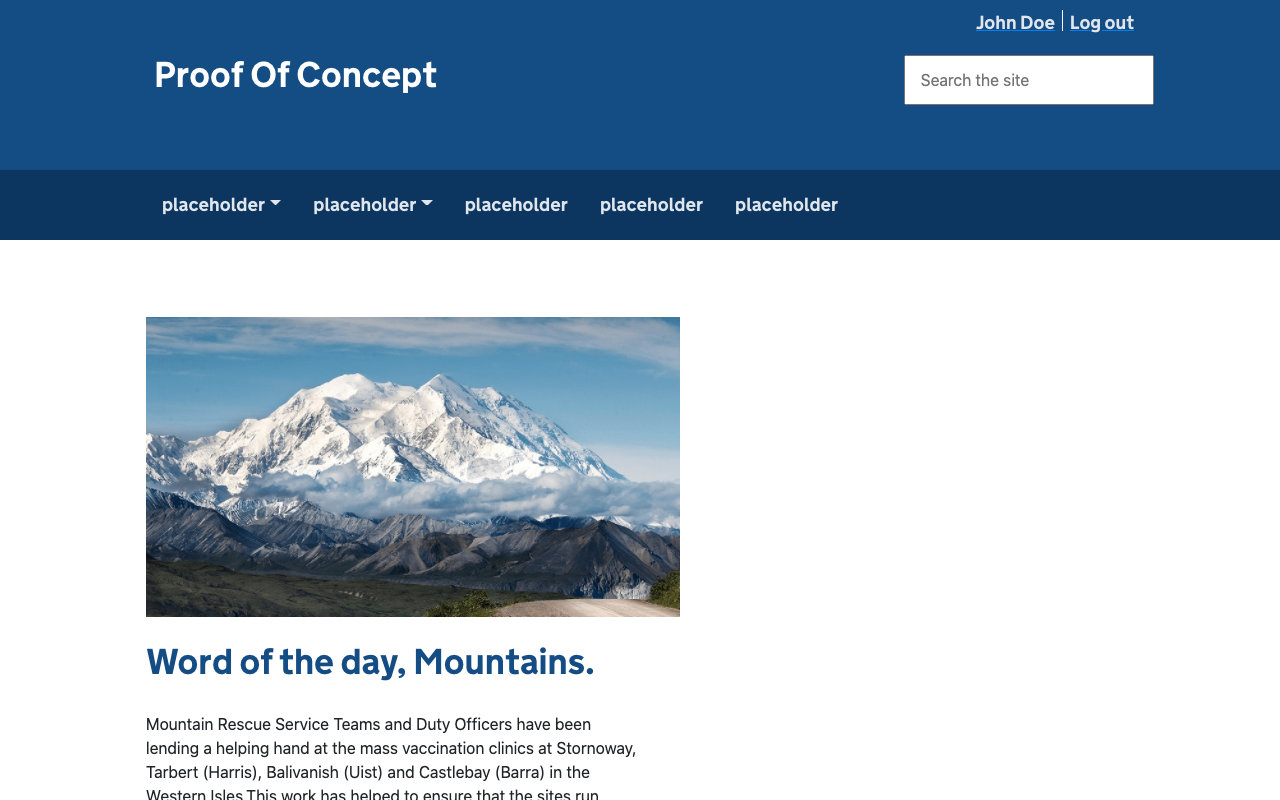 John Doe Log out
Proof Of Concept
Search the site
placeholder placeholder placeholder placeholder placeholder
Word of the day, Mountains.
Mountain Rescue Service Teams and Duty Officers have been
lending a helping hand at the mass vaccination clinics at Stornoway,
Tarbert (Harris), Balivanish (Uist) and Castlebay (Barra) in the
Western Isles.This work has helped to ensure that the sites run